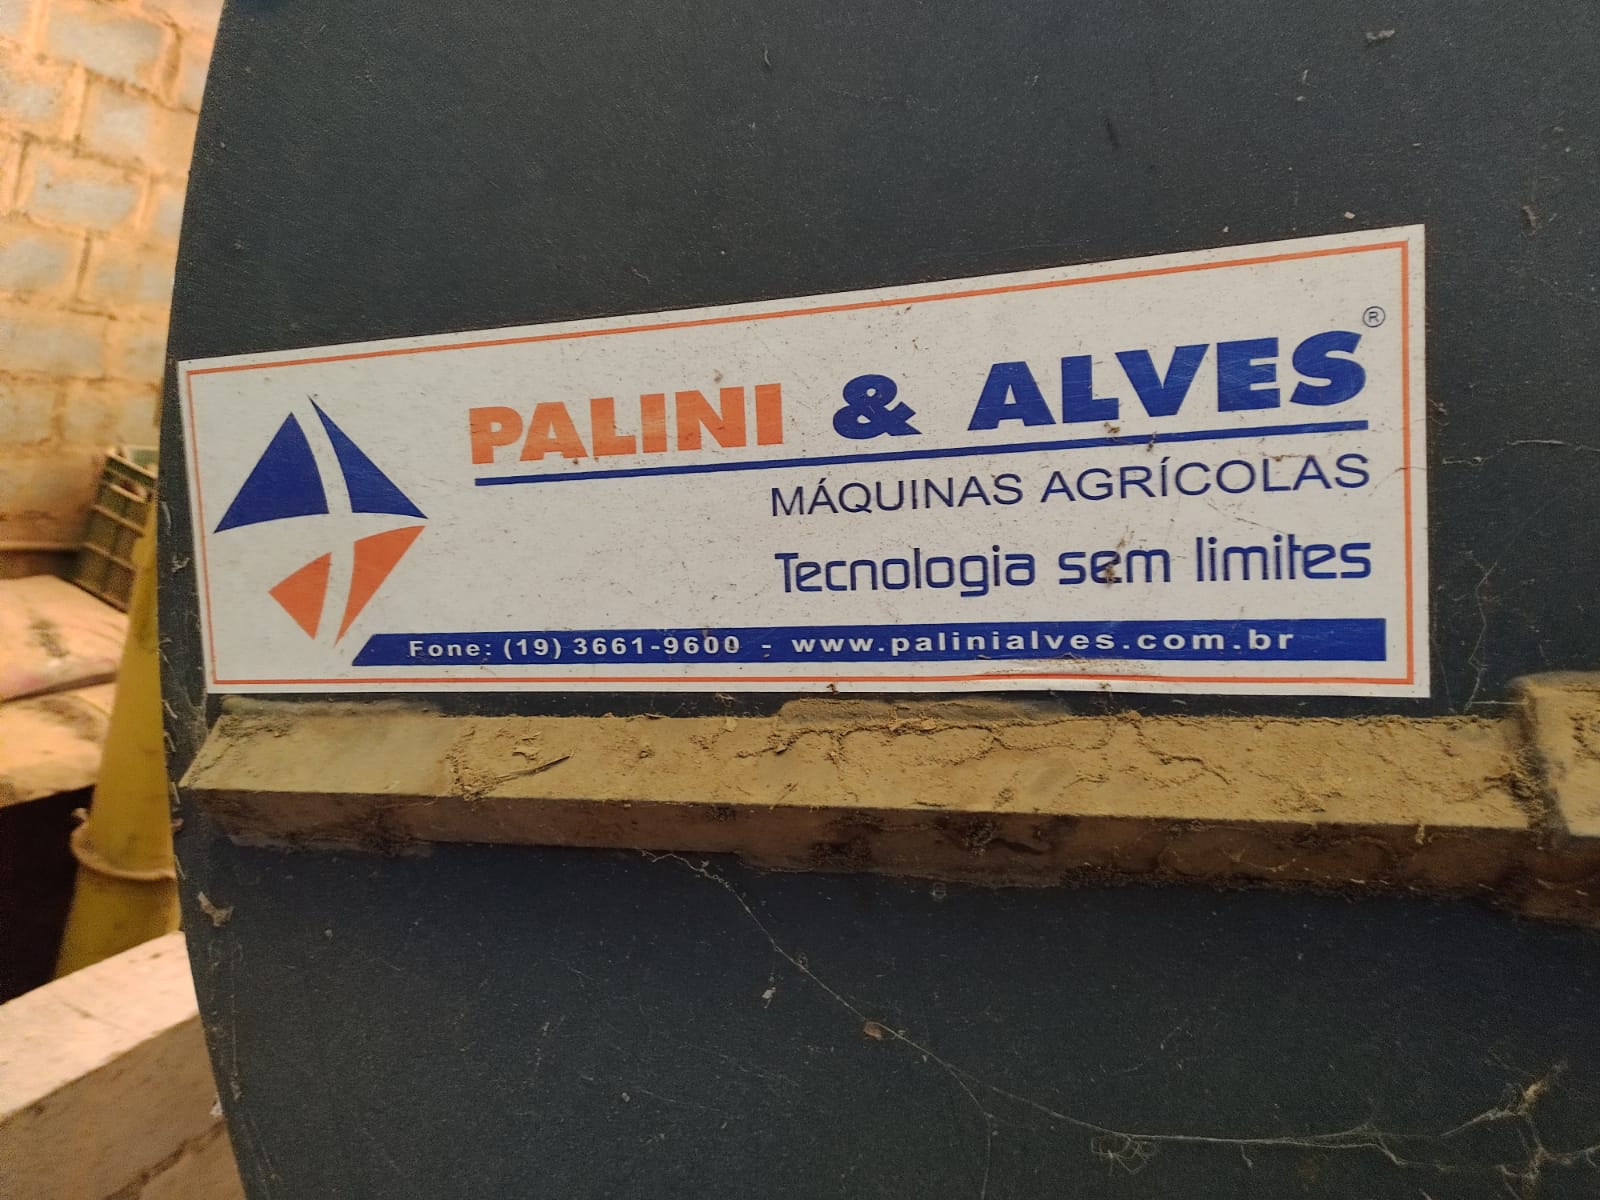 PALINI & ALVES®
MÁQUINAS AGRÍCOLAS
Tecnologia sem limites
Fone: (19) 3661-9600 - www.palinialves.com.br